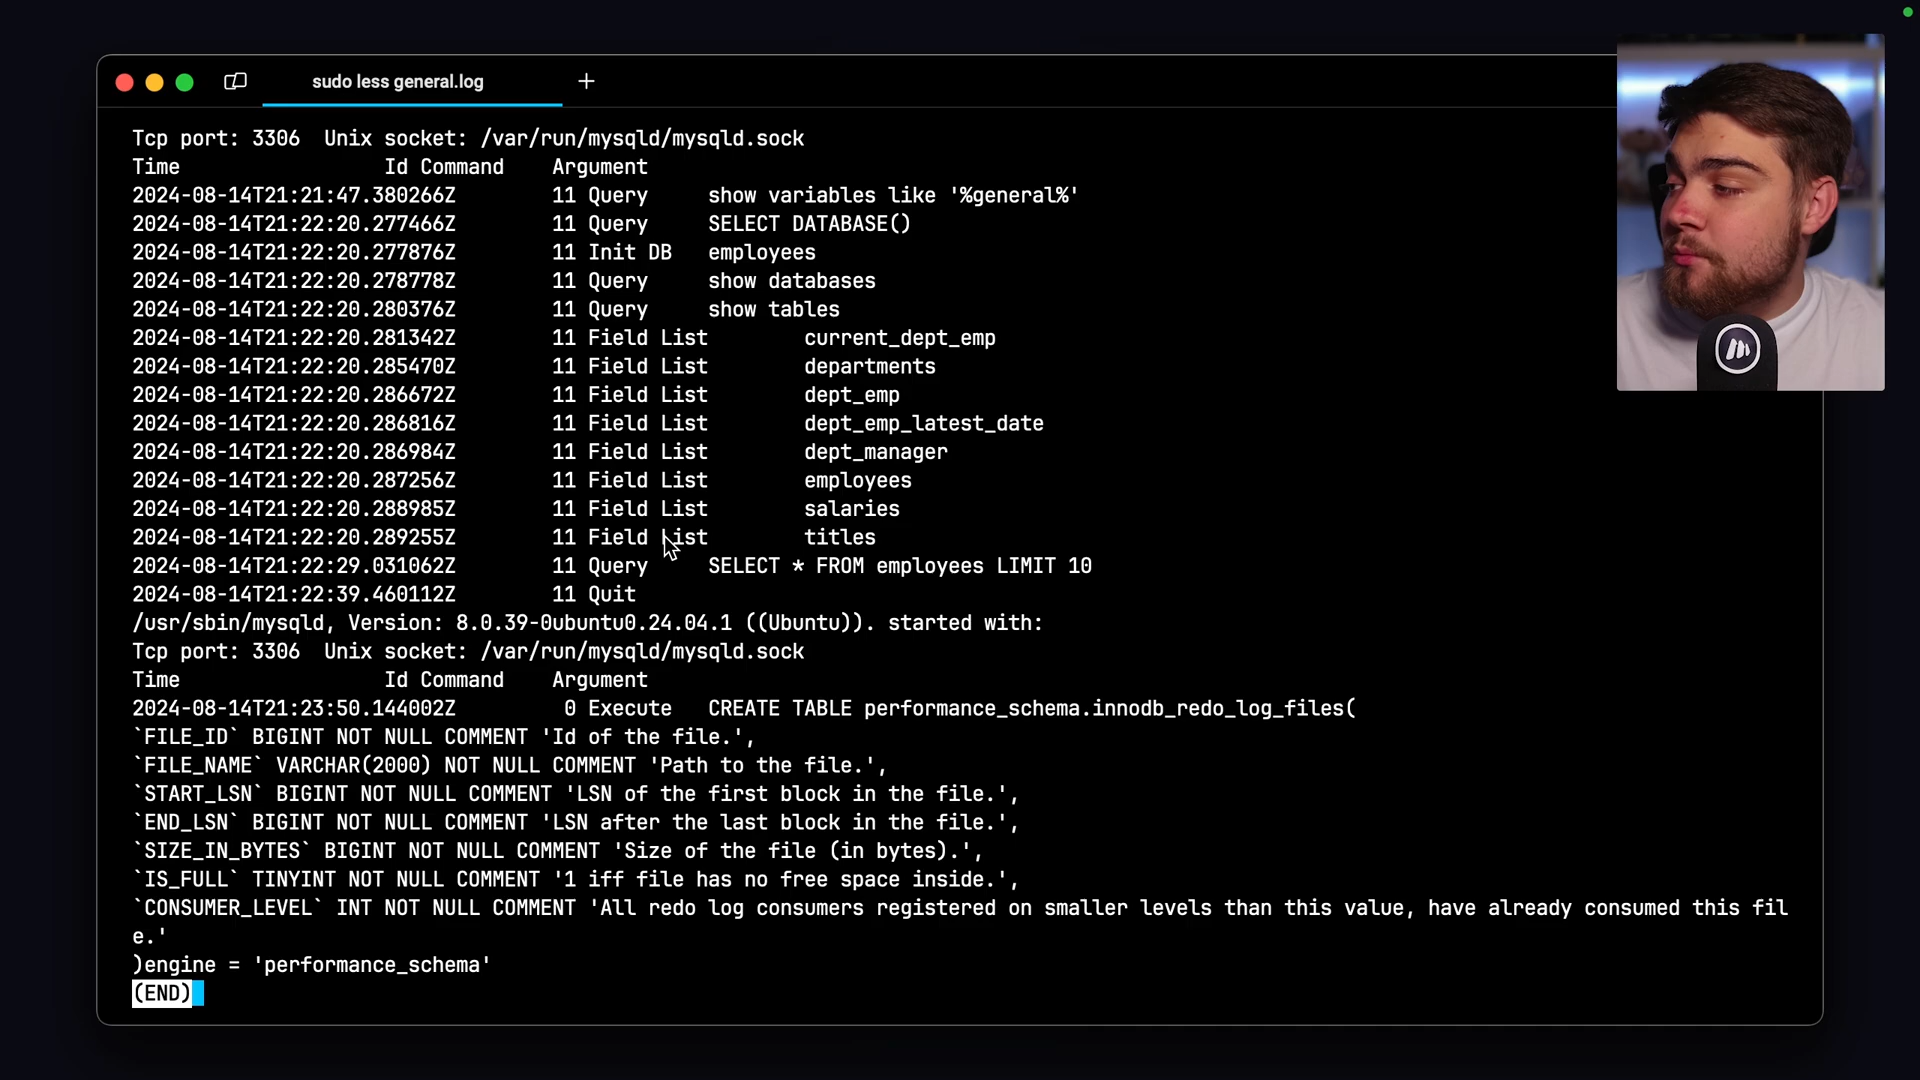 sudo less general.log
Tcp port: 3306  Unix socket: /var/run/mysqld/mysqld.sock
Time                 Id Command    Argument
2024-08-14T21:21:47.380266Z        11 Query     show variables like '%general%'
2024-08-14T21:22:20.277466Z        11 Query     SELECT DATABASE()
2024-08-14T21:22:20.277876Z        11 Init DB   employees
2024-08-14T21:22:20.278778Z        11 Query     show databases
2024-08-14T21:22:20.280376Z        11 Query     show tables
2024-08-14T21:22:20.281342Z        11 Field List        current_dept_emp
2024-08-14T21:22:20.285470Z        11 Field List        departments
2024-08-14T21:22:20.286672Z        11 Field List        dept_emp
2024-08-14T21:22:20.286816Z        11 Field List        dept_emp_latest_date
2024-08-14T21:22:20.286984Z        11 Field List        dept_manager
2024-08-14T21:22:20.287256Z        11 Field List        employees
2024-08-14T21:22:20.288985Z        11 Field List        salaries
2024-08-14T21:22:20.289255Z        11 Field List        titles
2024-08-14T21:22:29.031062Z        11 Query     SELECT * FROM employees LIMIT 10
2024-08-14T21:22:39.460112Z        11 Quit
/usr/sbin/mysqld, Version: 8.0.39-0ubuntu0.24.04.1 ((Ubuntu)). started with:
Tcp port: 3306  Unix socket: /var/run/mysqld/mysqld.sock
Time                 Id Command    Argument
2024-08-14T21:23:50.144002Z         0 Execute   CREATE TABLE performance_schema.innodb_redo_log_files(
`FILE_ID` BIGINT NOT NULL COMMENT 'Id of the file.',
`FILE_NAME` VARCHAR(2000) NOT NULL COMMENT 'Path to the file.',
`START_LSN` BIGINT NOT NULL COMMENT 'LSN of the first block in the file.',
`END_LSN` BIGINT NOT NULL COMMENT 'LSN after the last block in the file.',
`SIZE_IN_BYTES` BIGINT NOT NULL COMMENT 'Size of the file (in bytes).',
`IS_FULL` TINYINT NOT NULL COMMENT '1 iff file has no free space inside.',
`CONSUMER_LEVEL` INT NOT NULL COMMENT 'All redo log consumers registered on smaller levels than this value, have already consumed this fil
e.'
)engine = 'performance_schema'
(END)